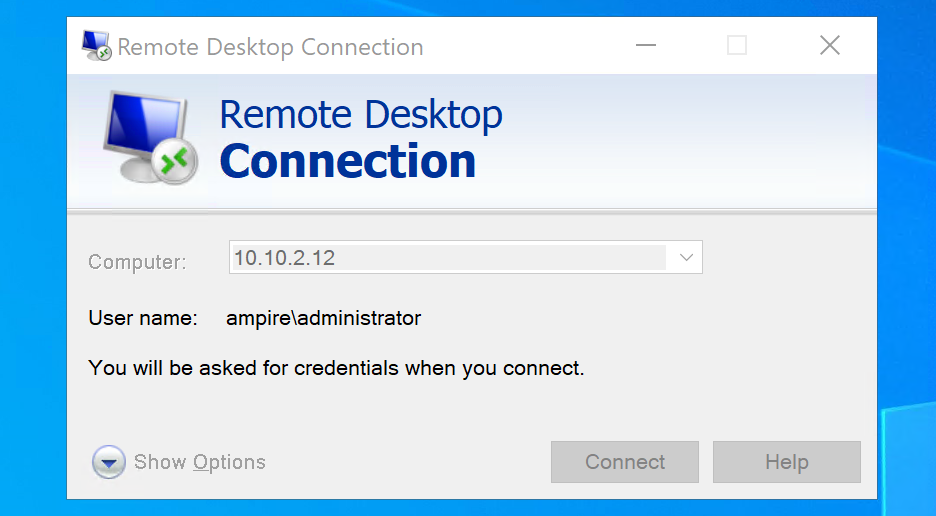 Remote Desktop Connection
Remote Desktop
Connection
Computer: 10.10.2.12
User name: ampire\administrator
You will be asked for credentials when you connect.
Show Options Connect Help